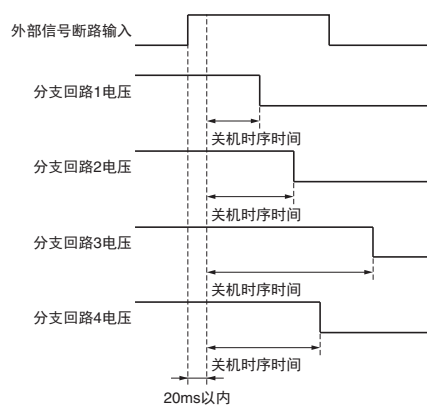 外部信号断路输入
分支回路1电压
关机时序时间
分支回路2电压
关机时序时间
分支回路3电压
关机时序时间
分支回路4电压
关机时序时间
20ms以内